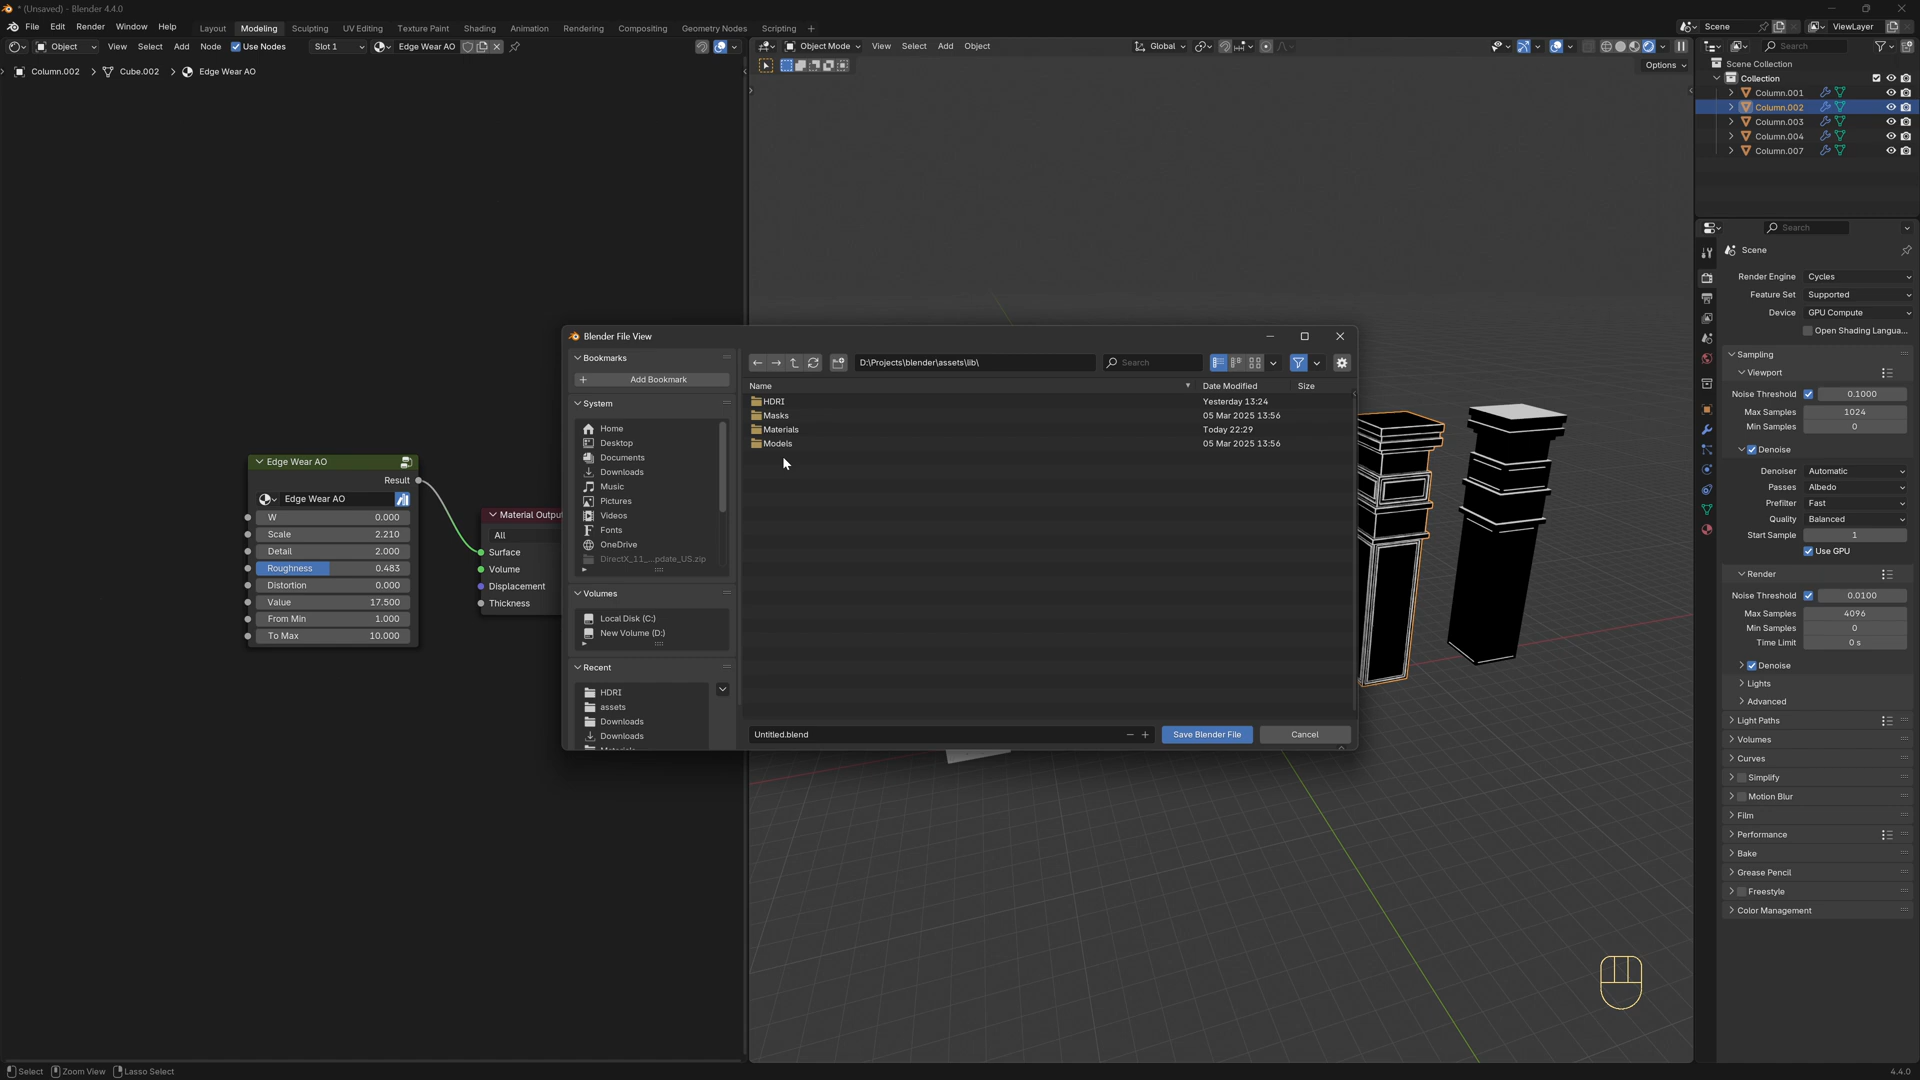 * (Unsaved) - Blender 4.4.0
File Edit Render Window Help Layout Modeling Sculpting UV Editing Texture Paint Shading Animation Rendering Compositing Geometry Nodes Scripting + Scene ViewLayer
Object View Select Add Node Use Nodes Slot 1 Edge Wear AO
Object Mode View Select Add Object Global
Options
Column.002 > Cube.002 > Edge Wear AO
Search
Scene Collection
Collection
Column.001
Column.002
Column.003
Column.004
Column.007
Search
Scene
Render Engine Cycles
Feature Set Supported
Device GPU Compute
Open Shading Langua...
Sampling
Viewport
Noise Threshold 0.1000
Max Samples 1024
Min Samples 0
Denoise
Denoiser Automatic
Passes Albedo
Prefilter Fast
Quality Balanced
Start Sample 1
Use GPU
Render
Noise Threshold 0.0100
Max Samples 4096
Min Samples 0
Time Limit 0 s
Denoise
Lights
Advanced
Light Paths
Volumes
Curves
Simplify
Motion Blur
Film
Performance
Bake
Grease Pencil
Freestyle
Color Management
Edge Wear AO
Result
Edge Wear AO
W 0.000
Scale 2.210
Detail 2.000
Roughness 0.483
Distortion 0.000
Value 17.500
From Min 1.000
To Max 10.000
Material Outpu
All
Surface
Volume
Displacement
Thickness
Blender File View
Bookmarks
Add Bookmark
System
Home
Desktop
Documents
Downloads
Music
Pictures
Videos
Fonts
OneDrive
DirectX_11_...pdate_US.zip
Volumes
Local Disk (C:)
New Volume (D:)
Recent
HDRI
assets
Downloads
Downloads
D:\Projects\blender\assets\lib\
Search
Name Date Modified Size
HDRI Yesterday 13:24
Masks 05 Mar 2025 13:56
Materials Today 22:29
Models 05 Mar 2025 13:56
Untitled.blend
Save Blender File Cancel
Select Zoom View Lasso Select 4.4.0